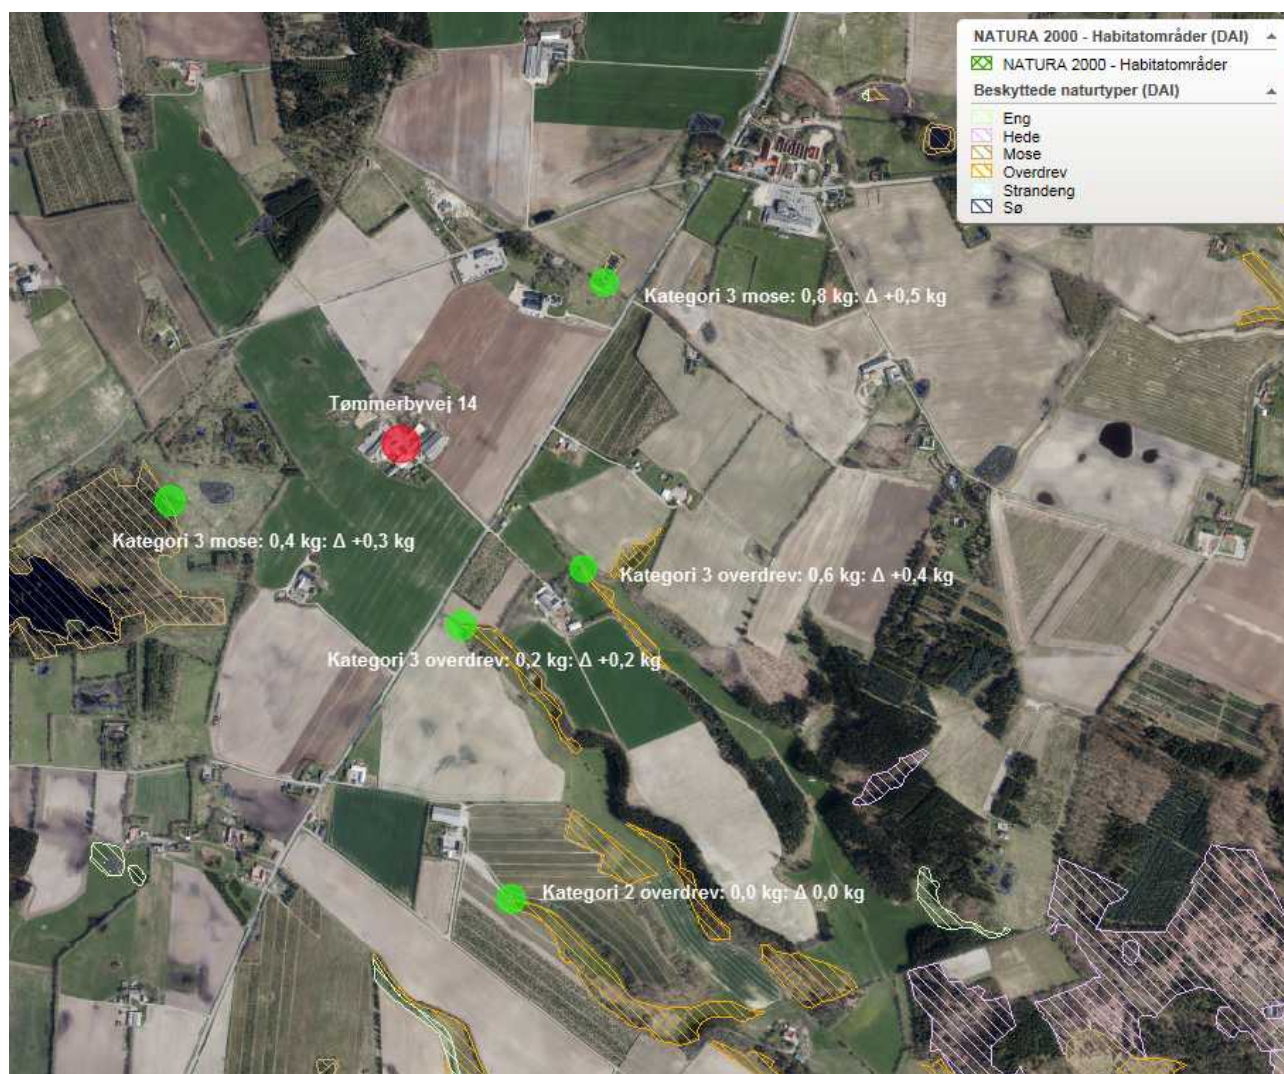 NATURA 2000 - Habitatområder (DAI)
NATURA 2000 - Habitatområder
Beskyttede naturtyper (DAI)
Eng
Hede
Mose
Overdrev
Strandeng
Sø
Kategori 3 mose: 0,8 kg: Δ +0,5 kg
Tømmerbyvej 14
Kategori 3 mose: 0,4 kg: Δ +0,3 kg
Kategori 3 overdrev: 0,6 kg: Δ +0,4 kg
Kategori 3 overdrev: 0,2 kg: Δ +0,2 kg
Kategori 2 overdrev: 0,0 kg: Δ 0,0 kg